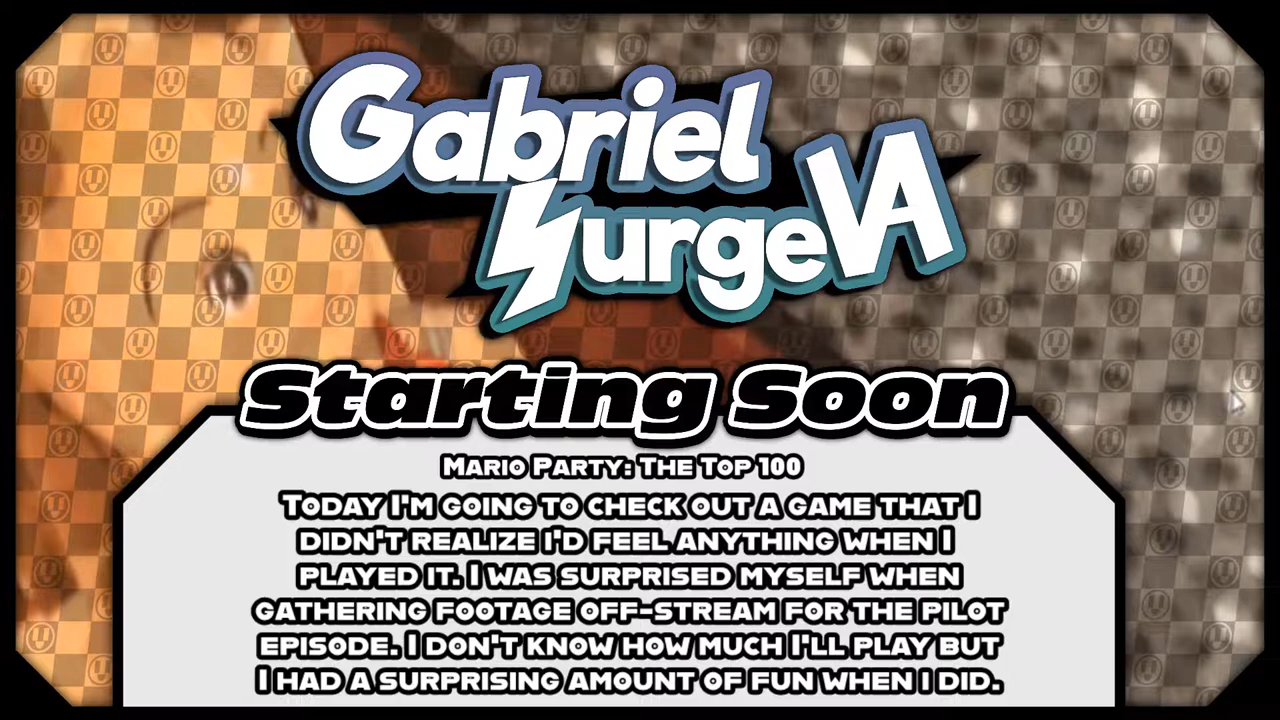 Gabriel
SurgeVA
Starting Soon
Mario Party: The Top 100
Today I'm going to check out a game that I
didn't realize I'd feel anything when I
played it. I was surprised myself when
gathering footage off-stream for the pilot
episode. I don't know how much I'll play but
I had a surprising amount of fun when I did.